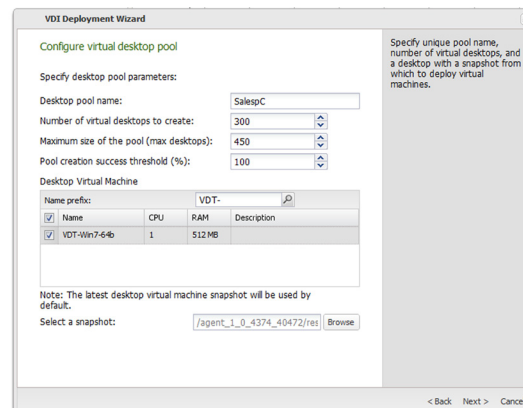 VDI Deployment Wizard
Configure virtual desktop pool
Specify desktop pool parameters:
Desktop pool name: SalespC
Number of virtual desktops to create: 300
Maximum size of the pool (max desktops): 450
Pool creation success threshold (%): 100
Desktop Virtual Machine
Name prefix: VDT-
Name CPU RAM Description
VDT-Win7-64b 1 512 MB
Note: The latest desktop virtual machine snapshot will be used by
default.
Select a snapshot: /agent_1_0_4374_40472/res Browse
Specify unique pool name,
number of virtual desktops, and
a desktop with a snapshot from
which to deploy virtual
machines.
< Back Next > Cance